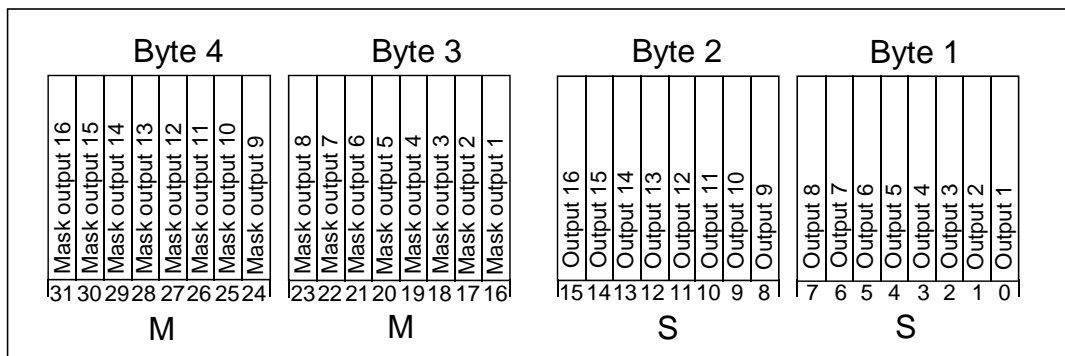 Byte 4 Byte 3 Byte 2 Byte 1
Mask output 16
Mask output 15
Mask output 14
Mask output 13
Mask output 12
Mask output 11
Mask output 10
Mask output 9
Mask output 8
Mask output 7
Mask output 6
Mask output 5
Mask output 4
Mask output 3
Mask output 2
Mask output 1
Output 16
Output 15
Output 14
Output 13
Output 12
Output 11
Output 10
Output 9
Output 8
Output 7
Output 6
Output 5
Output 4
Output 3
Output 2
Output 1
31 30 29 28 27 26 25 24 23 22 21 20 19 18 17 16 15 14 13 12 11 10 9 8 7 6 5 4 3 2 1 0
M M S S